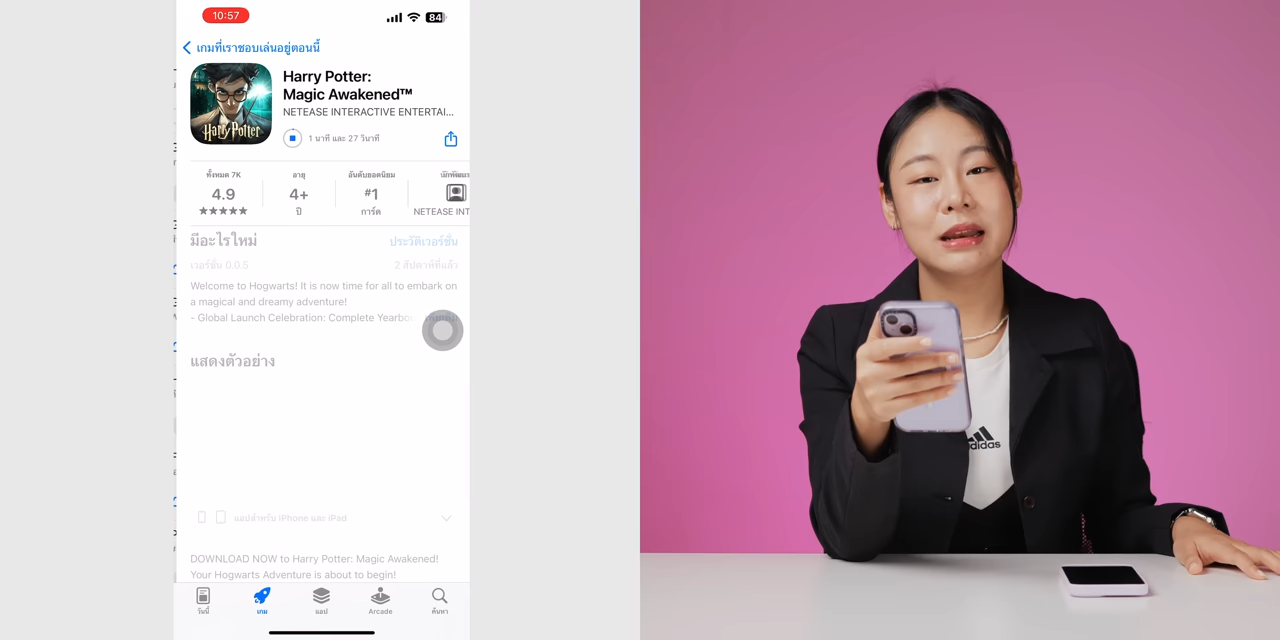 10:57
84
เกมที่เราชอบเล่นอยู่ตอนนี้
Harry Potter
Harry Potter:
Magic Awakened™
NETEASE INTERACTIVE ENTERTAI...
1 นาที และ 27 วินาที
ทั้งหมด 7K
4.9
★★★★★
อายุ
4+
ปี
อันดับยอดนิยม
#1
การ์ด
NETEASE INT
มีอะไรใหม่
ประวัติเวอร์ชั่น
เวอร์ชั่น 0.0.5
2 สัปดาห์ที่แล้ว
Welcome to Hogwarts! It is now time for all to embark on
a magical and dreamy adventure!
- Global Launch Celebration: Complete Yearbo
แสดงตัวอย่าง
แอปสำหรับ iPhone และ iPad
DOWNLOAD NOW to Harry Potter: Magic Awakened!
Your Hogwarts Adventure is about to begin!
วันนี้
เกม
แอป
Arcade
ค้นหา
adidas